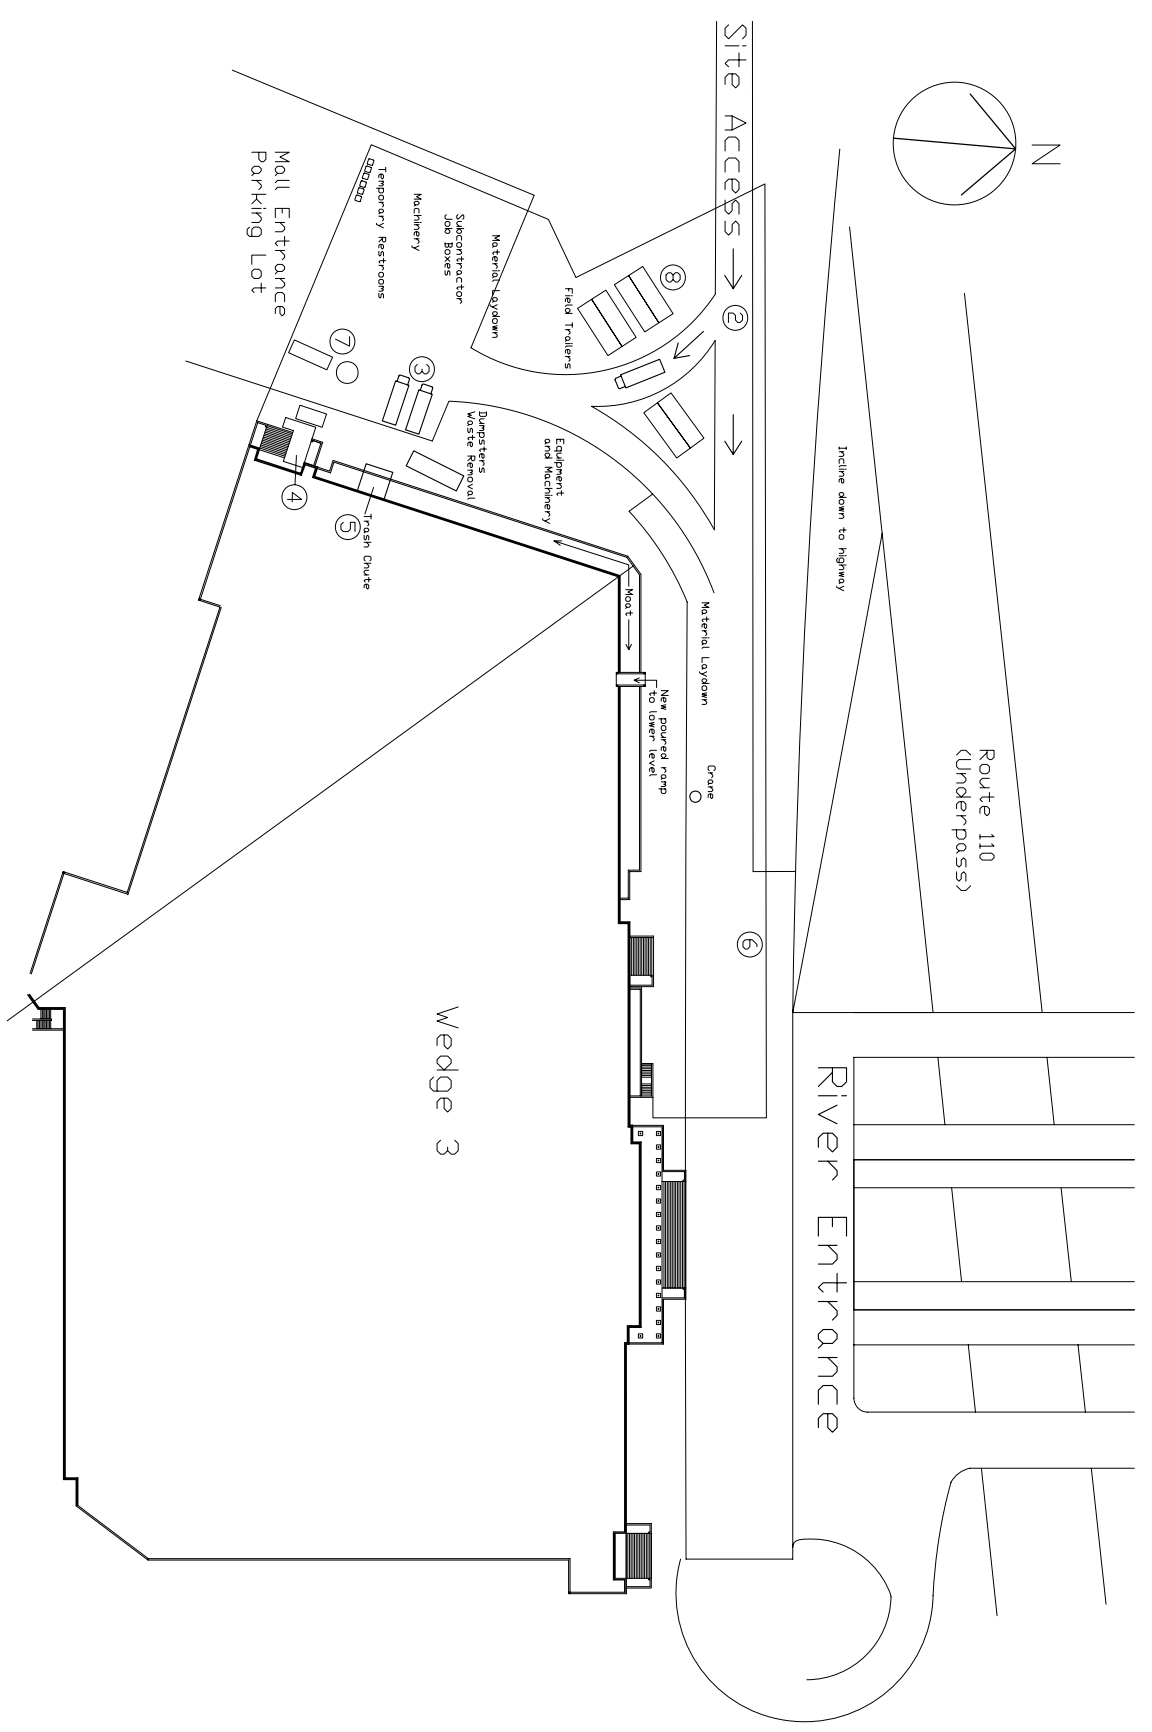 N
Site Access
Mall Entrance
Parking Lot
Temporary Restrooms
Machinery
Subcontractor
Job Boxes
Material Laydown
Field Trailers
8
2
7
3
Dumpsters
Waste Removal
Equipment
and Machinery
4
5
Trash Chute
Moat
New poured ramp
to lower level
Material Laydown
Crane
6
Incline down to highway
Route 110
(Underpass)
River Entrance
Wedge 3